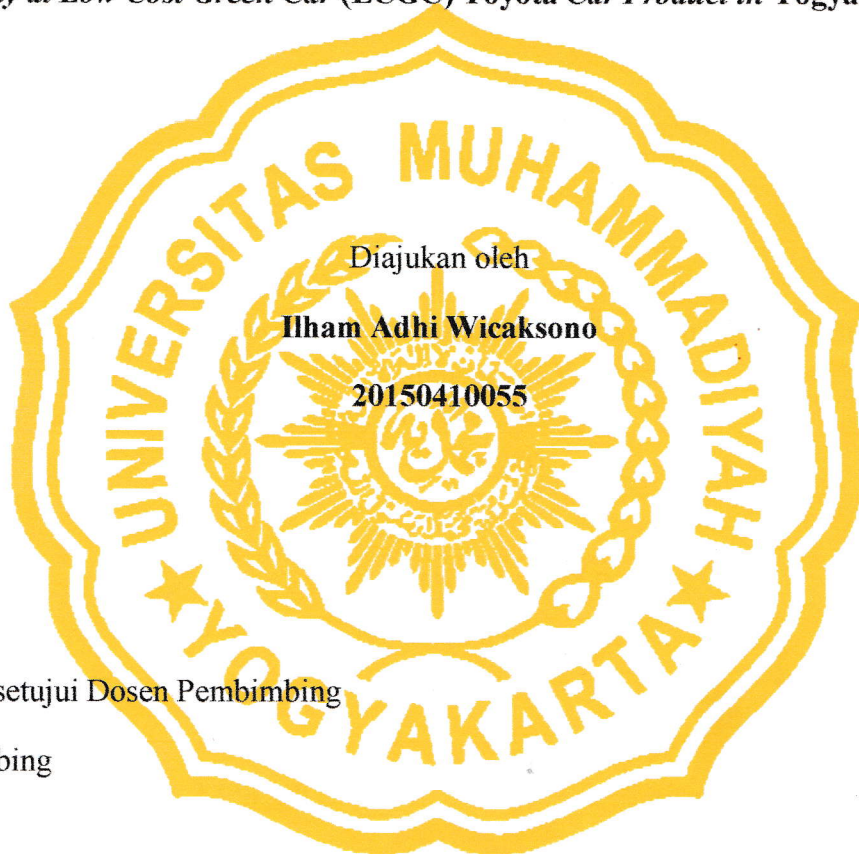 at Low Cost Green Car (LCGC) Toyota Car Product in Yogya
UNIVERSITAS MUHAMMADIYAH
Diajukan oleh
Ilham Adhi Wicaksono
20150410055
setujui Dosen Pembimbing
bing
★ YOGYAKARTA ★